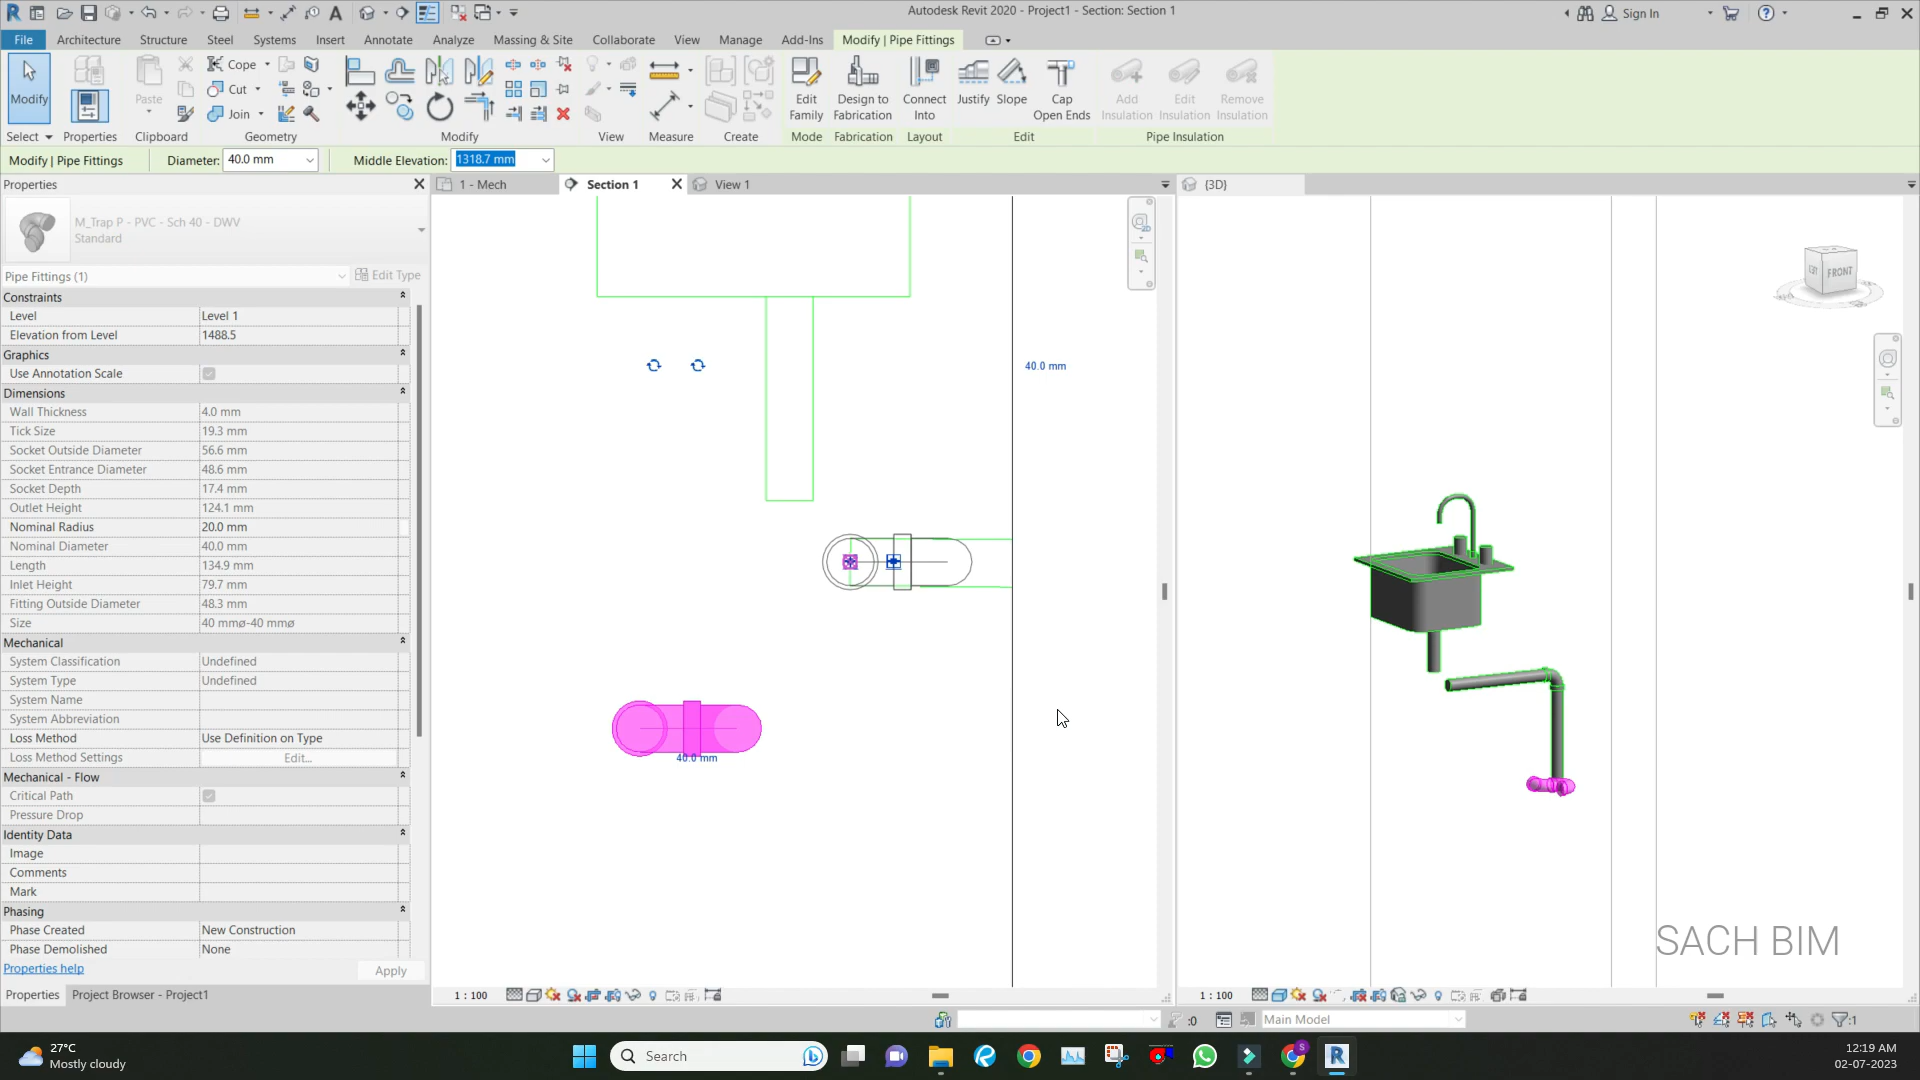 Autodesk Revit 2020 - Project1 - Section: Section 1
Sign In
File Architecture Structure Steel Systems Insert Annotate Analyze Massing & Site Collaborate View Manage Add-Ins Modify | Pipe Fittings
Modify
Paste
Cope
Cut
Join
Edit Family
Design to Fabrication
Connect Into
Justify
Slope
Cap Open Ends
Add Insulation
Edit Insulation
Remove Insulation
Select Properties Clipboard Geometry Modify View Measure Create Mode Fabrication Layout Edit Pipe Insulation
Modify | Pipe Fittings Diameter: 40.0 mm Middle Elevation: 1318.7 mm
Properties
1 - Mech
Section 1
View 1
{3D}
M_Trap P - PVC - Sch 40 - DWV
Standard
Pipe Fittings (1)
Edit Type
Constraints
Level Level 1
Elevation from Level 1488.5
Graphics
Use Annotation Scale
Dimensions
Wall Thickness 4.0 mm
Tick Size 19.3 mm
Socket Outside Diameter 56.6 mm
Socket Entrance Diameter 48.6 mm
Socket Depth 17.4 mm
Outlet Height 124.1 mm
Nominal Radius 20.0 mm
Nominal Diameter 40.0 mm
Length 134.9 mm
Inlet Height 79.7 mm
Fitting Outside Diameter 48.3 mm
Size 40 mmø-40 mmø
Mechanical
System Classification Undefined
System Type Undefined
System Name
System Abbreviation
Loss Method Use Definition on Type
Loss Method Settings Edit...
Mechanical - Flow
Critical Path
Pressure Drop
Identity Data
Image
Comments
Mark
Phasing
Phase Created New Construction
Phase Demolished None
Properties help
Apply
Properties
Project Browser - Project1
40.0 mm
40.0 mm
FRONT
SACH BIM
1 : 100
1 : 100
:0
Main Model
:1
27°C
Mostly cloudy
Search
12:19 AM
02-07-2023